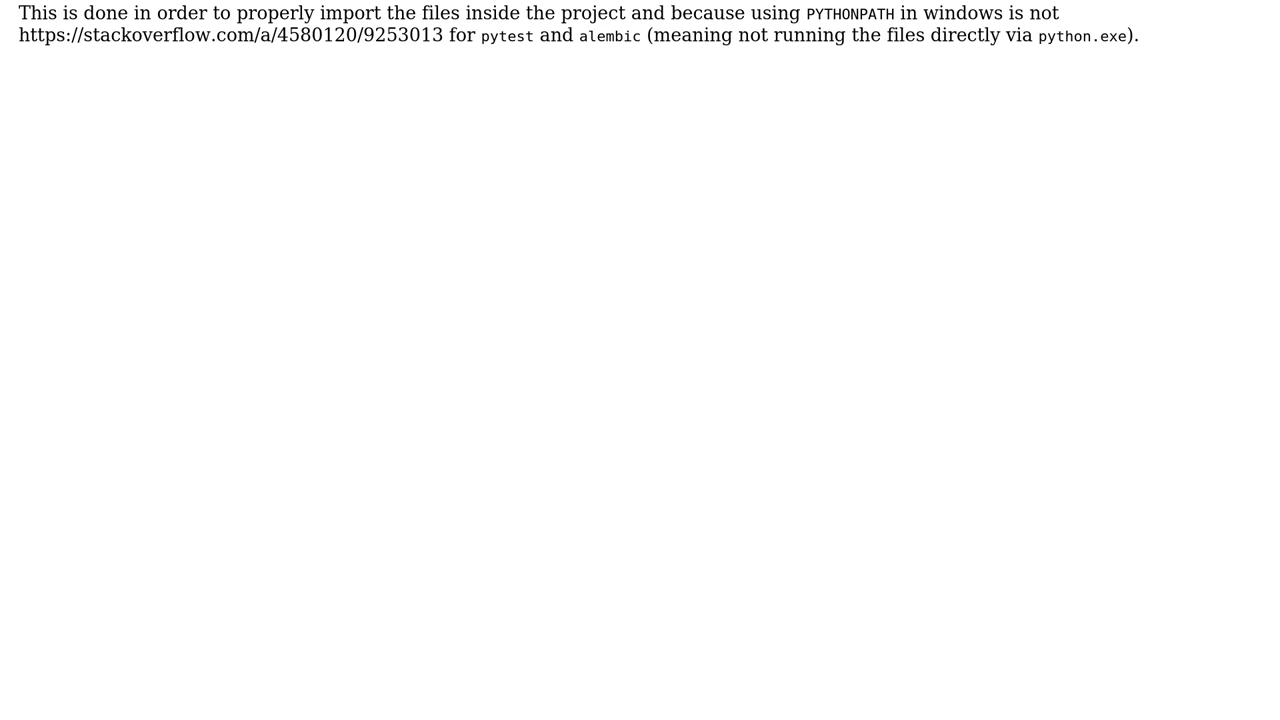 This is done in order to properly import the files inside the project and because using PYTHONPATH in windows is not
https://stackoverflow.com/a/4580120/9253013 for pytest and alembic (meaning not running the files directly via python.exe).